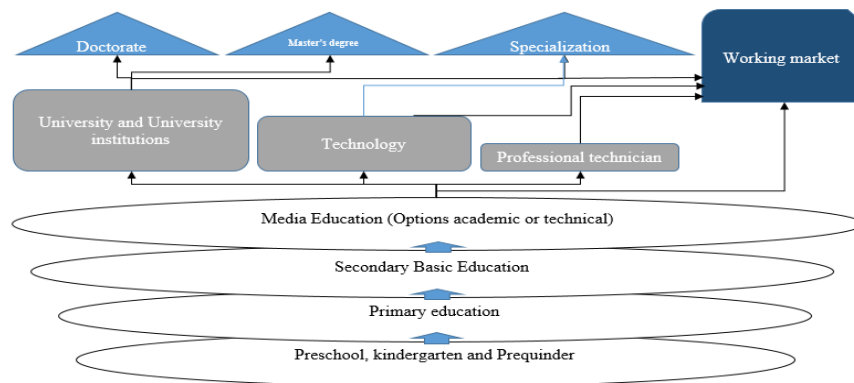 Doctorate
Master's degree
Specialization
Working market
University and University
institutions
Technology
Professional technician
Media Education (Options academic or technical)
Secondary Basic Education
Primary education
Preschool, kindergarten and Prequinder